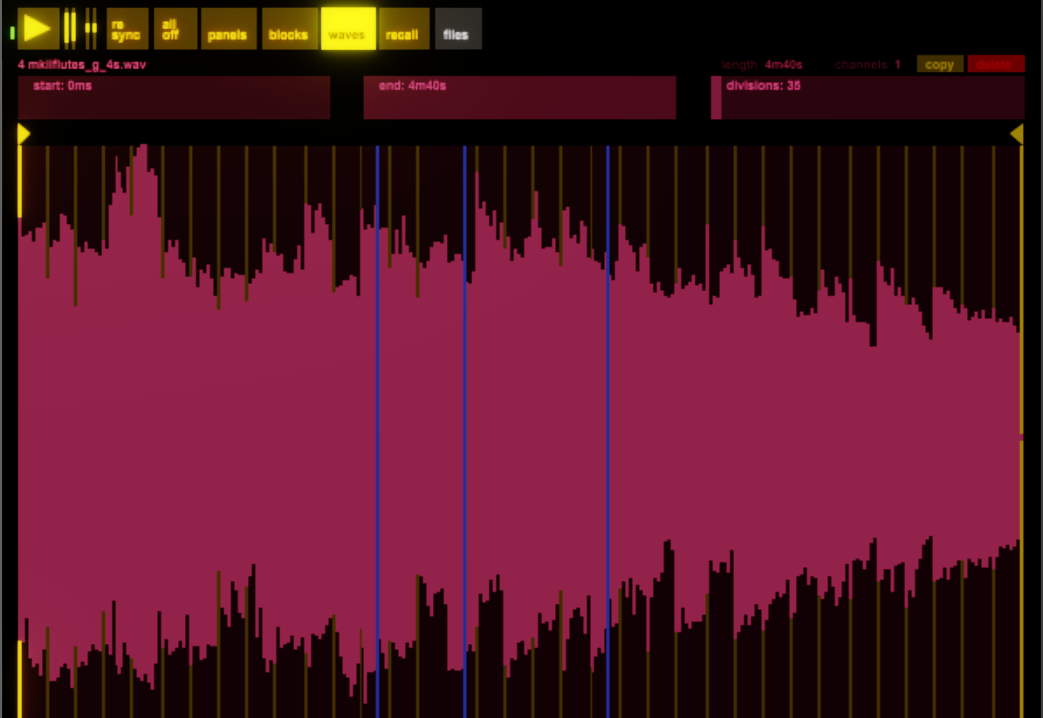 re sync all off panels blocks waves recall files
4 mkiiflutes_g_4s.wav length 4m40s channels 1 copy delete
start: 0ms end: 4m40s divisions: 35